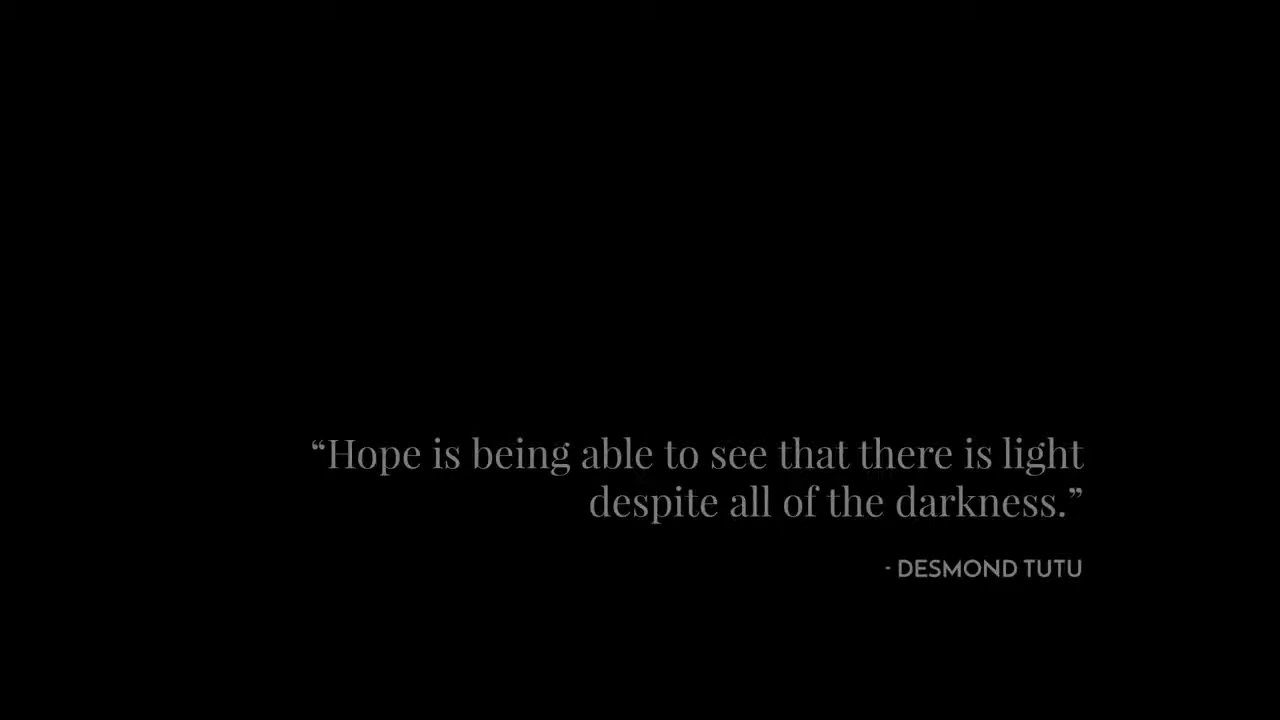 “Hope is being able to see that there is light
despite all of the darkness.”
- DESMOND TUTU